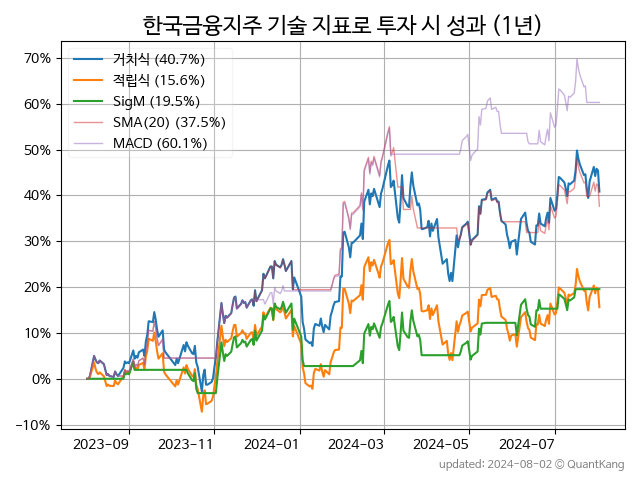 한국금융지주 기술 지표로 투자 시 성과 (1년)
70%
60%
50%
40%
30%
20%
10%
0%
−10%
거치식 (40.7%)
적립식 (15.6%)
SigM (19.5%)
SMA(20) (37.5%)
MACD (60.1%)
2023-09
2023-11
2024-01
2024-03
2024-05
2024-07
updated: 2024-08-02 ⓒ QuantKang